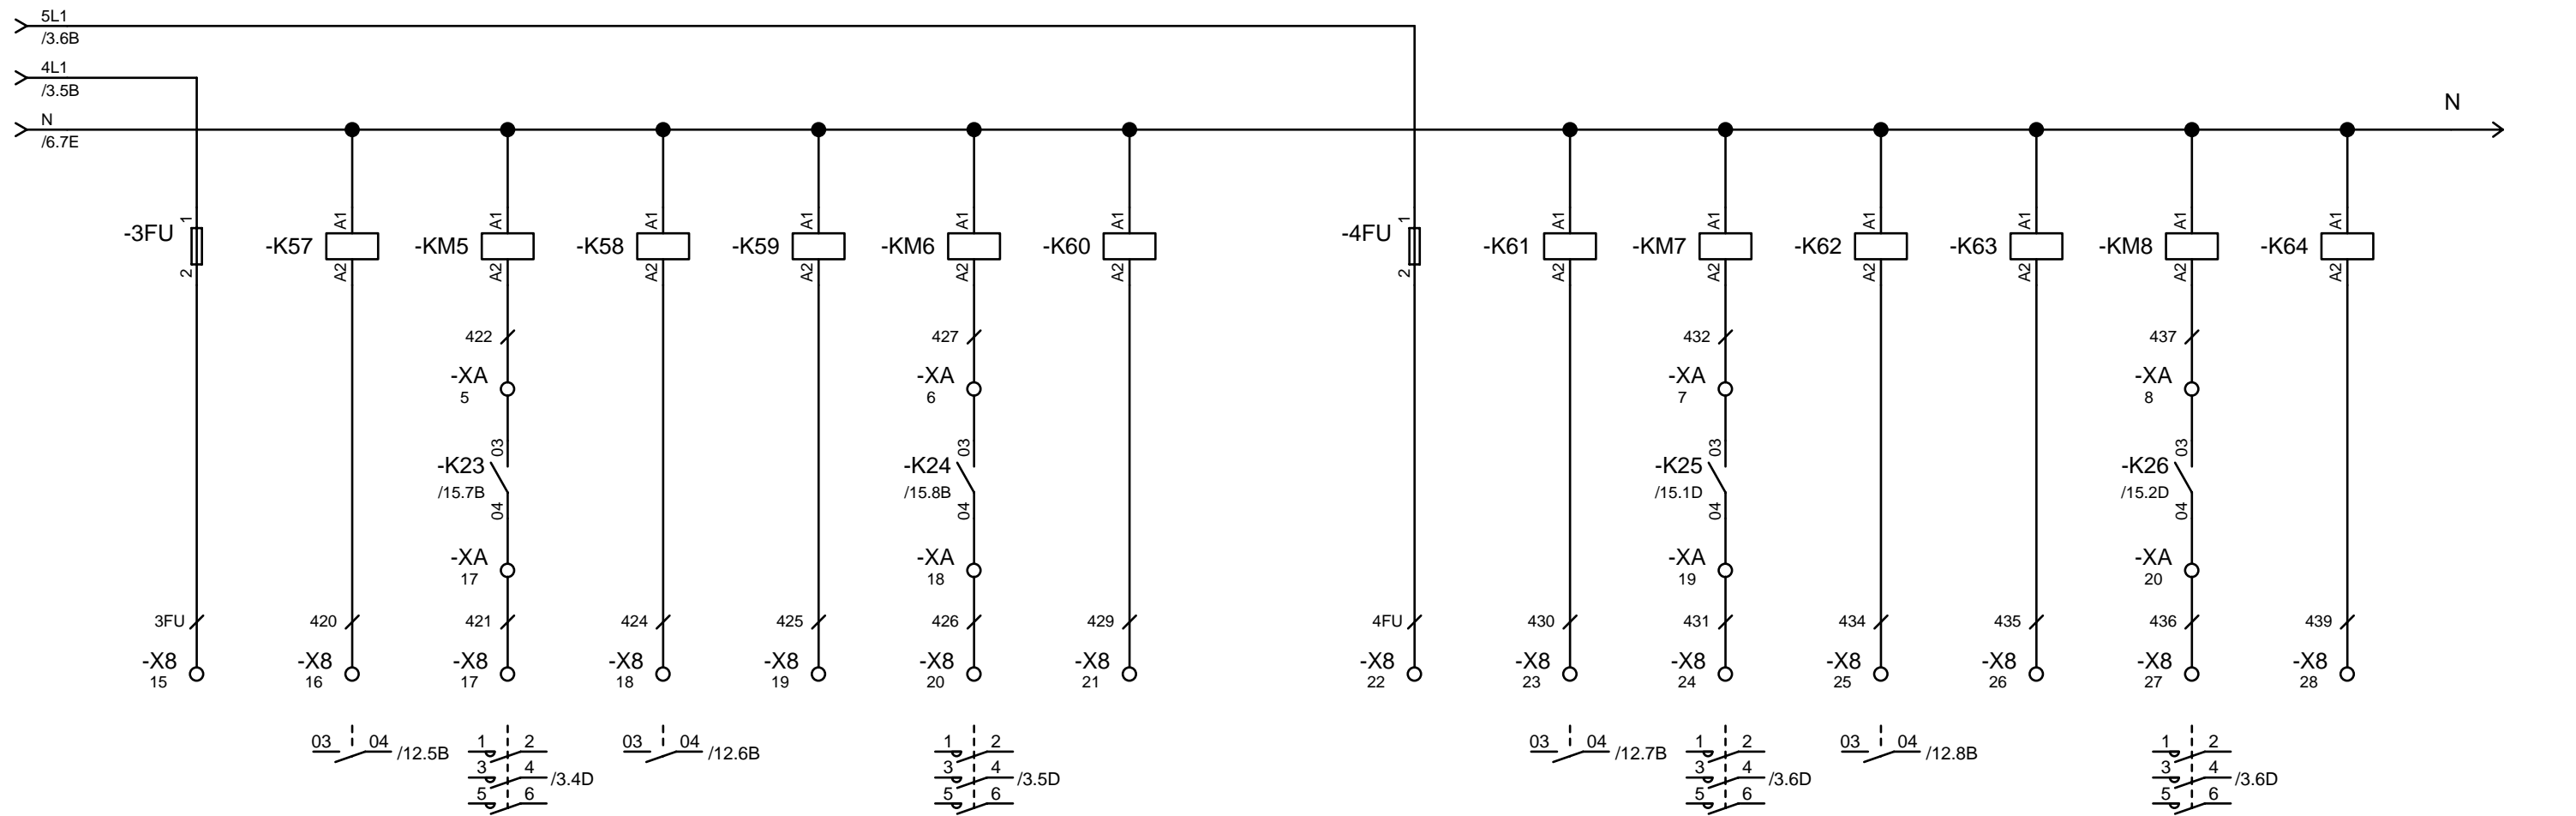 5L1
/3.6B
4L1
/3.5B
N
/6.7E
N
-3FU 1 2
-K57 A1 A2
-KM5 A1 A2
-K58 A1 A2
-K59 A1 A2
-KM6 A1 A2
-K60 A1 A2
-4FU 1 2
-K61 A1 A2
-KM7 A1 A2
-K62 A1 A2
-K63 A1 A2
-KM8 A1 A2
-K64 A1 A2
422 427 432 437
-XA -XA -XA -XA
5 6 7 8
03 03 03 03
-K23 -K24 -K25 -K26
/15.7B /15.8B /15.1D /15.2D
04 04 04 04
-XA -XA -XA -XA
17 18 19 20
3FU 420 421 424 425 426 429 4FU 430 431 434 435 436 439
-X8 -X8 -X8 -X8 -X8 -X8 -X8 -X8 -X8 -X8 -X8 -X8 -X8 -X8
15 16 17 18 19 20 21 22 23 24 25 26 27 28
03 04 /12.5B
1 2
3 4 /3.4D
5 6
03 04 /12.6B
1 2
3 4 /3.5D
5 6
03 04 /12.7B
1 2
3 4 /3.6D
5 6
03 04 /12.8B
1 2
3 4 /3.6D
5 6